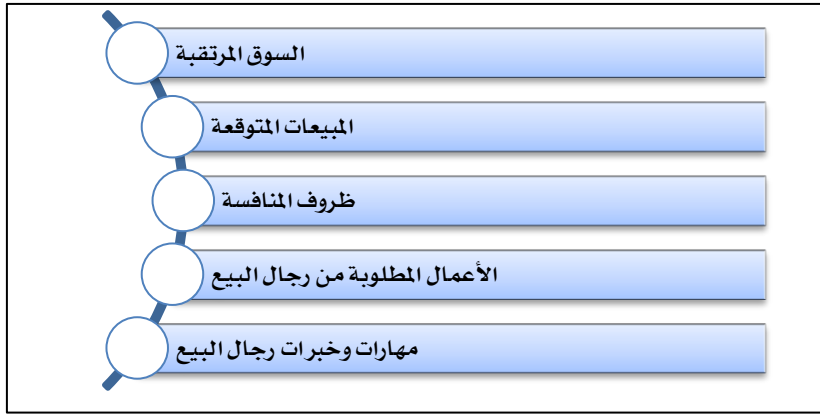 السوق المرتقبة
المبيعات المتوقعة
ظروف المنافسة
الأعمال المطلوبة من رجال البيع
مهارات وخبرات رجال البيع